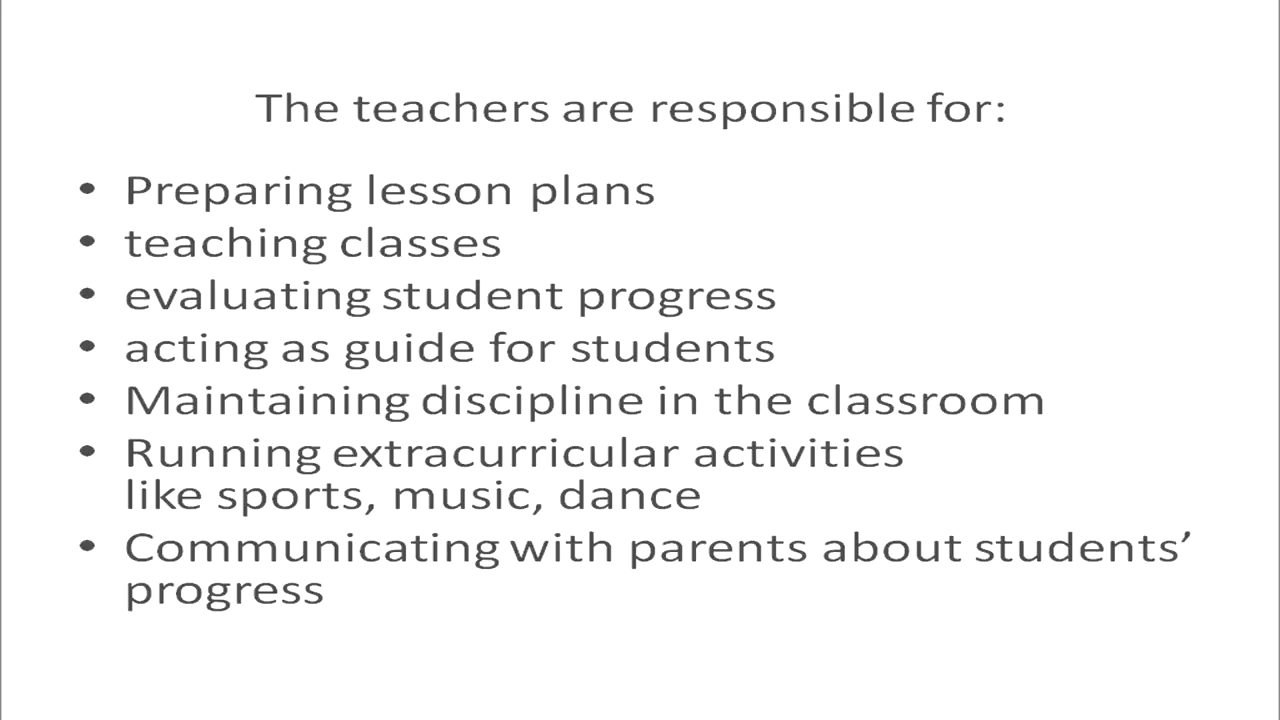 The teachers are responsible for:
• Preparing lesson plans
• teaching classes
• evaluating student progress
• acting as guide for students
• Maintaining discipline in the classroom
• Running extracurricular activities
like sports, music, dance
• Communicating with parents about students’
progress